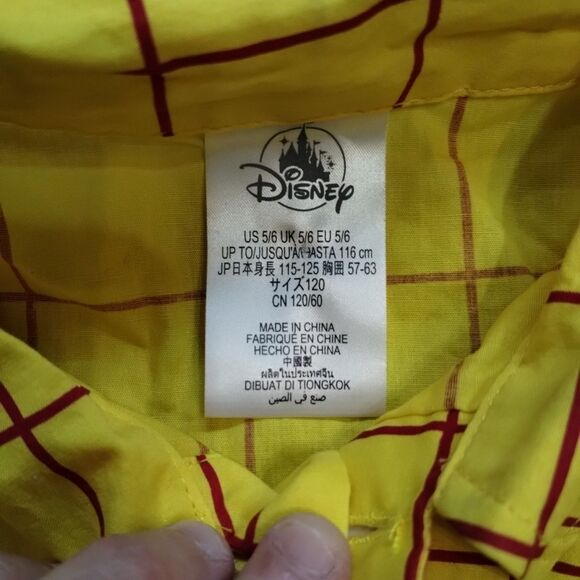 DISNEY
US 5/6 UK 5/6 EU 5/6
UP TO/JUSQU'À/HASTA 116 cm
JP日本身長 115-125 胸囲 57-63
サイズ120
CN 120/60
MADE IN CHINA
FABRIQUÉ EN CHINE
HECHO EN CHINA
中國製
ผลิตในประเทศจีน
DIBUAT DI TIONGKOK
صنع في الصين